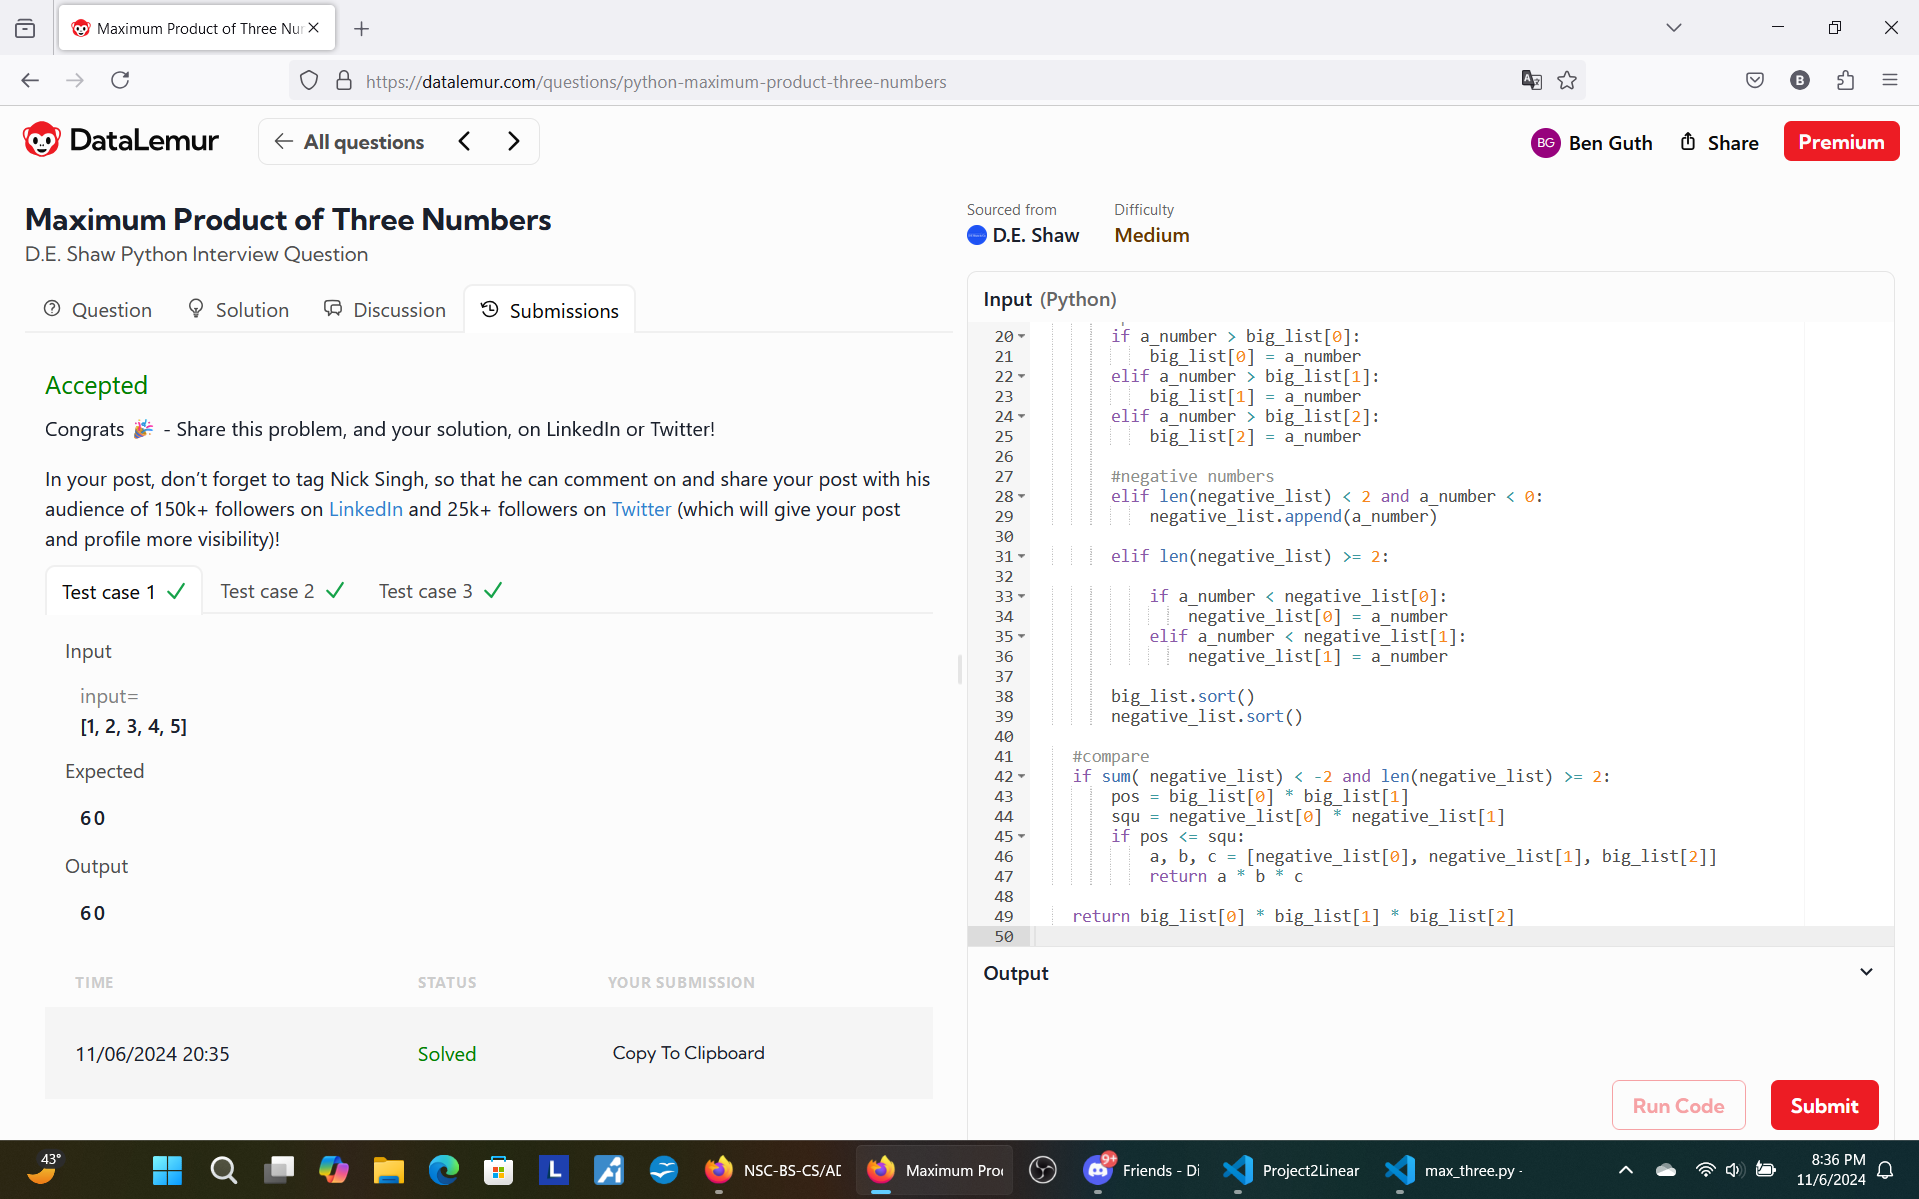 Maximum Product of Three Nur
https://datalemur.com/questions/python-maximum-product-three-numbers
B
DataLemur
All questions
BG
Ben Guth
Share
Premium
Maximum Product of Three Numbers
D.E. Shaw Python Interview Question
Sourced from
D.E. Shaw
Difficulty
Medium
Question
Solution
Discussion
Submissions
Accepted
Congrats 🎉 - Share this problem, and your solution, on LinkedIn or Twitter!
In your post, don’t forget to tag Nick Singh, so that he can comment on and share your post with his
audience of 150k+ followers on LinkedIn and 25k+ followers on Twitter (which will give your post
and profile more visibility)!
Test case 1 ✓ Test case 2 ✓ Test case 3 ✓
Input
input=
[1, 2, 3, 4, 5]
Expected
60
Output
60
TIME STATUS YOUR SUBMISSION
11/06/2024 20:35 Solved Copy To Clipboard
Input (Python)
20 if a_number > big_list[0]:
21 big_list[0] = a_number
22 elif a_number > big_list[1]:
23 big_list[1] = a_number
24 elif a_number > big_list[2]:
25 big_list[2] = a_number
26
27 #negative numbers
28 elif len(negative_list) < 2 and a_number < 0:
29 negative_list.append(a_number)
30
31 elif len(negative_list) >= 2:
32
33 if a_number < negative_list[0]:
34 negative_list[0] = a_number
35 elif a_number < negative_list[1]:
36 negative_list[1] = a_number
37
38 big_list.sort()
39 negative_list.sort()
40
41 #compare
42 if sum( negative_list) < -2 and len(negative_list) >= 2:
43 pos = big_list[0] * big_list[1]
44 squ = negative_list[0] * negative_list[1]
45 if pos <= squ:
46 a, b, c = [negative_list[0], negative_list[1], big_list[2]]
47 return a * b * c
48
49 return big_list[0] * big_list[1] * big_list[2]
50
Output
Run Code
Submit
43°
L
NSC-BS-CS/AD
Maximum Pro
9+
Friends - Di
Project2Linear
max_three.py -
8:36 PM
11/6/2024